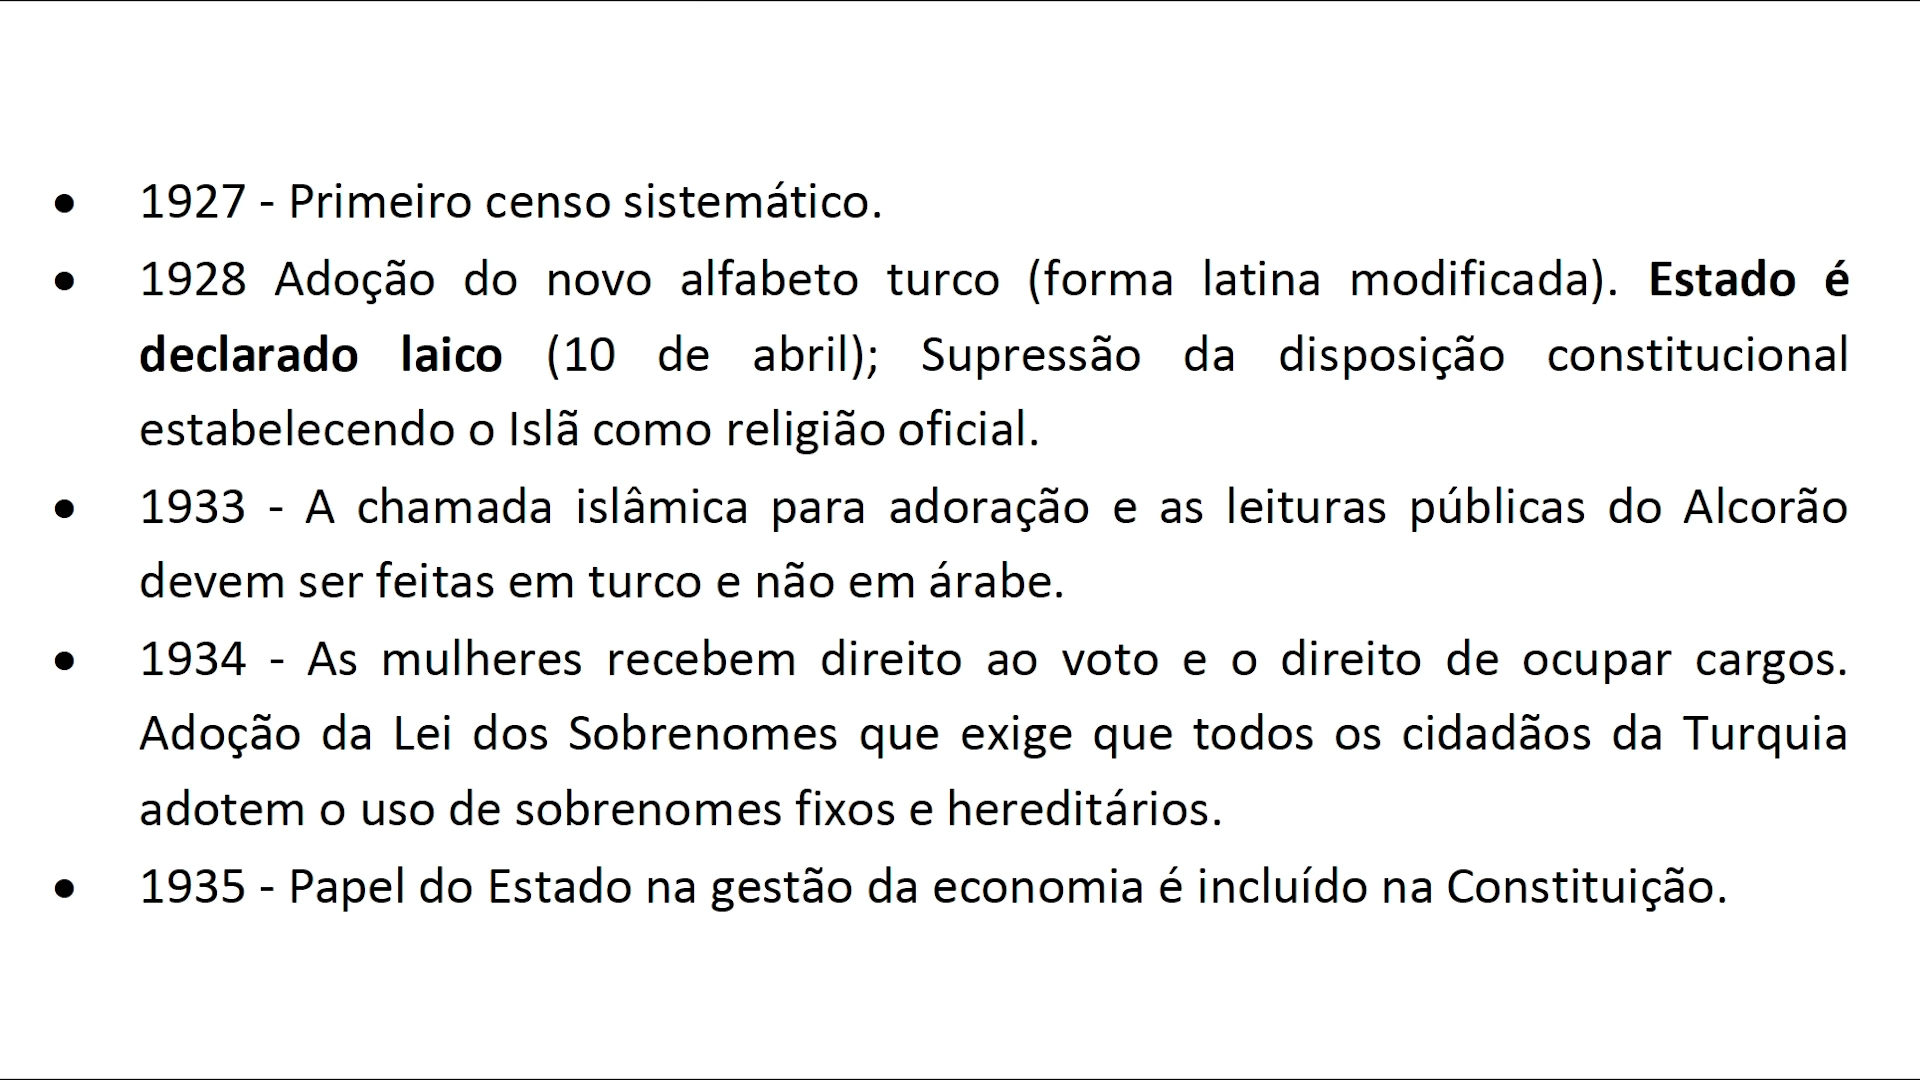 • 1927 - Primeiro censo sistemático.
• 1928 Adoção do novo alfabeto turco (forma latina modificada). Estado é
declarado laico (10 de abril); Supressão da disposição constitucional
estabelecendo o Islã como religião oficial.
• 1933 - A chamada islâmica para adoração e as leituras públicas do Alcorão
devem ser feitas em turco e não em árabe.
• 1934 - As mulheres recebem direito ao voto e o direito de ocupar cargos.
Adoção da Lei dos Sobrenomes que exige que todos os cidadãos da Turquia
adotem o uso de sobrenomes fixos e hereditários.
• 1935 - Papel do Estado na gestão da economia é incluído na Constituição.